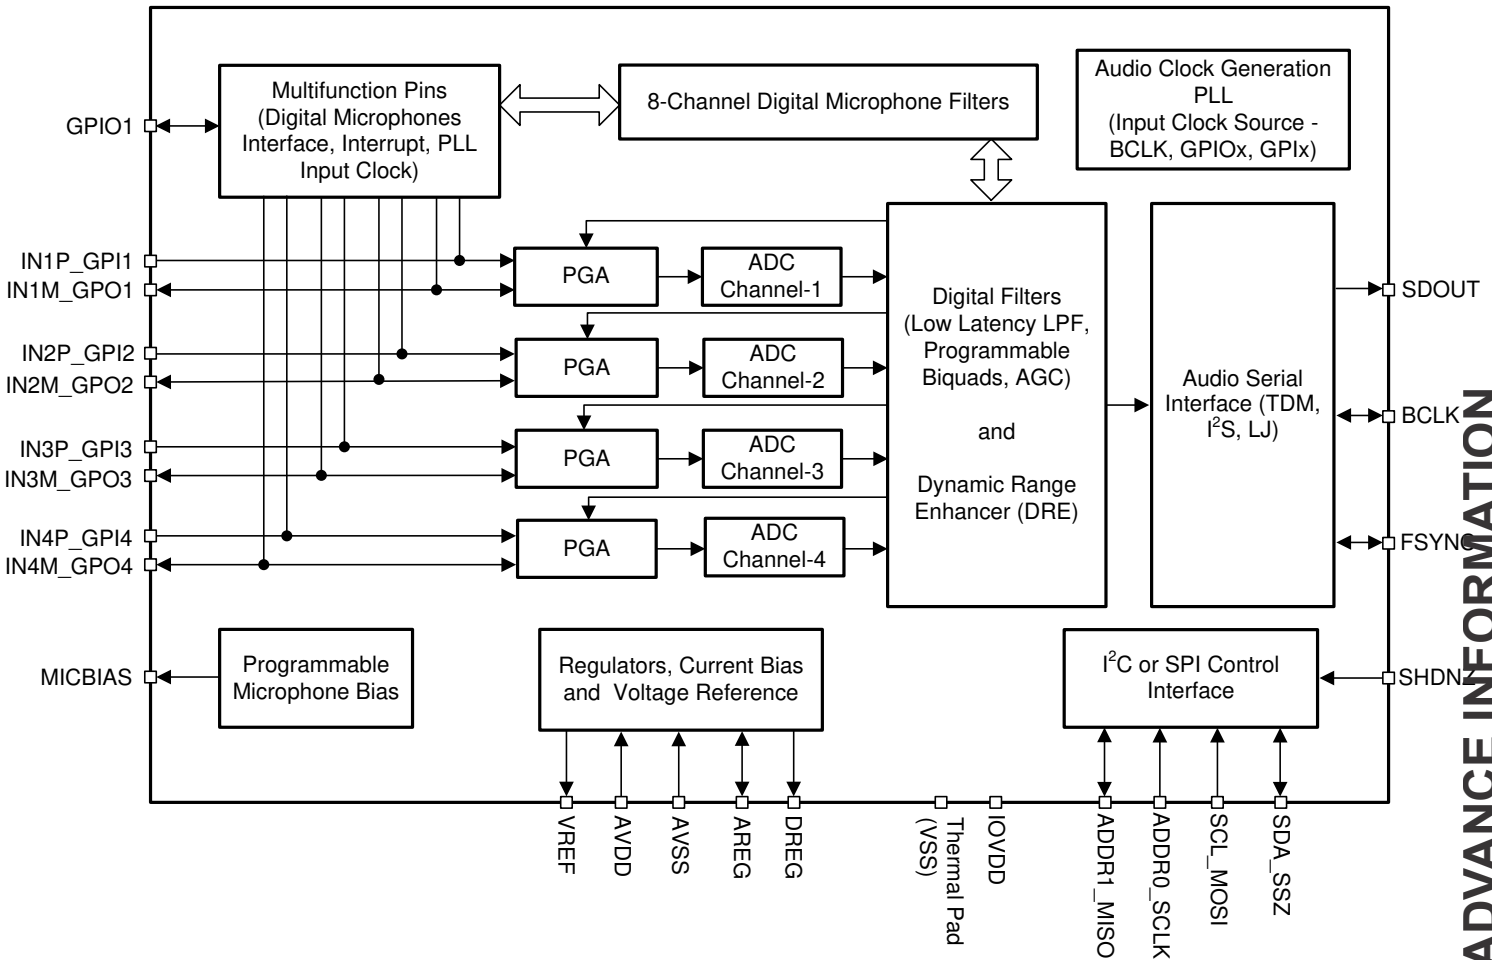 Multifunction Pins
(Digital Microphones
Interface, Interrupt, PLL
Input Clock)
8-Channel Digital Microphone Filters
Audio Clock Generation
PLL
(Input Clock Source -
BCLK, GPIOx, GPIx)
GPIO1
IN1P_GPI1
IN1M_GPO1
IN2P_GPI2
IN2M_GPO2
IN3P_GPI3
IN3M_GPO3
IN4P_GPI4
IN4M_GPO4
MICBIAS
PGA
ADC
Channel-1
PGA
ADC
Channel-2
PGA
ADC
Channel-3
PGA
ADC
Channel-4
Digital Filters
(Low Latency LPF,
Programmable
Biquads, AGC)
and
Dynamic Range
Enhancer (DRE)
Audio Serial
Interface (TDM,
I²S, LJ)
SDOUT
BCLK
FSYNC
SHDNZ
Programmable
Microphone Bias
Regulators, Current Bias
and Voltage Reference
I²C or SPI Control
Interface
VREF
AVDD
AVSS
AREG
DREG
Thermal Pad
(VSS)
IOVDD
ADDR1_MISO
ADDR0_SCLK
SCL_MOSI
SDA_SSZ
ADVANCE INFORMATION